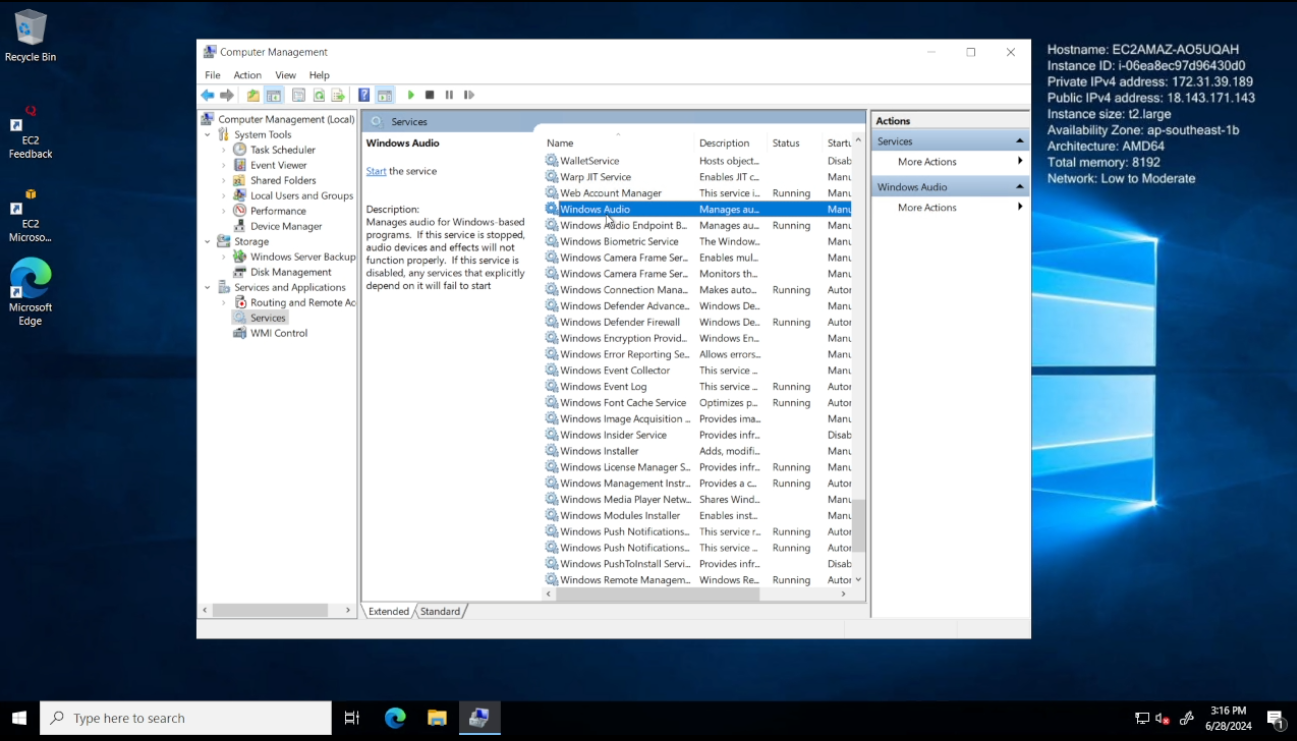 Recycle Bin
EC2
Feedback
EC2
Microso...
Microsoft
Edge
Hostname: EC2AMAZ-AO5UQAH
Instance ID: i-06ea8ec97d96430d0
Private IPv4 address: 172.31.39.189
Public IPv4 address: 18.143.171.143
Instance size: t2.large
Availability Zone: ap-southeast-1b
Architecture: AMD64
Total memory: 8192
Network: Low to Moderate
Computer Management
File Action View Help
Computer Management (Local)
System Tools
Task Scheduler
Event Viewer
Shared Folders
Local Users and Groups
Performance
Device Manager
Storage
Windows Server Backup
Disk Management
Services and Applications
Routing and Remote Ac
Services
WMI Control
Services
Windows Audio
Start the service
Description:
Manages audio for Windows-based
programs. If this service is stopped,
audio devices and effects will not
function properly. If this service is
disabled, any services that explicitly
depend on it will fail to start
Name Description Status Startu
WalletService Hosts object... Disab
Warp JIT Service Enables JIT c... Manu
Web Account Manager This service i... Running Manu
Windows Audio Manages au... Manu
Windows Audio Endpoint B... Manages au... Running Manu
Windows Biometric Service The Window... Manu
Windows Camera Frame Ser... Enables mul... Manu
Windows Camera Frame Ser... Monitors th... Manu
Windows Connection Mana... Makes auto... Running Autor
Windows Defender Advance... Windows De... Manu
Windows Defender Firewall Windows De... Running Autor
Windows Encryption Provid... Windows En... Manu
Windows Error Reporting Se... Allows errors... Manu
Windows Event Collector This service ... Manu
Windows Event Log This service ... Running Autor
Windows Font Cache Service Optimizes p... Running Autor
Windows Image Acquisition ... Provides ima... Manu
Windows Insider Service Provides infr... Disab
Windows Installer Adds, modifi... Manu
Windows License Manager S... Provides infr... Running Manu
Windows Management Instr... Provides a c... Running Autor
Windows Media Player Netw... Shares Wind... Manu
Windows Modules Installer Enables inst... Manu
Windows Push Notifications... This service r... Running Autor
Windows Push Notifications... This service ... Running Autor
Windows PushToInstall Servi... Provides infr... Disab
Windows Remote Managem... Windows Re... Running Autor
Extended Standard
Actions
Services
More Actions
Windows Audio
More Actions
Type here to search
3:16 PM
6/28/2024
1